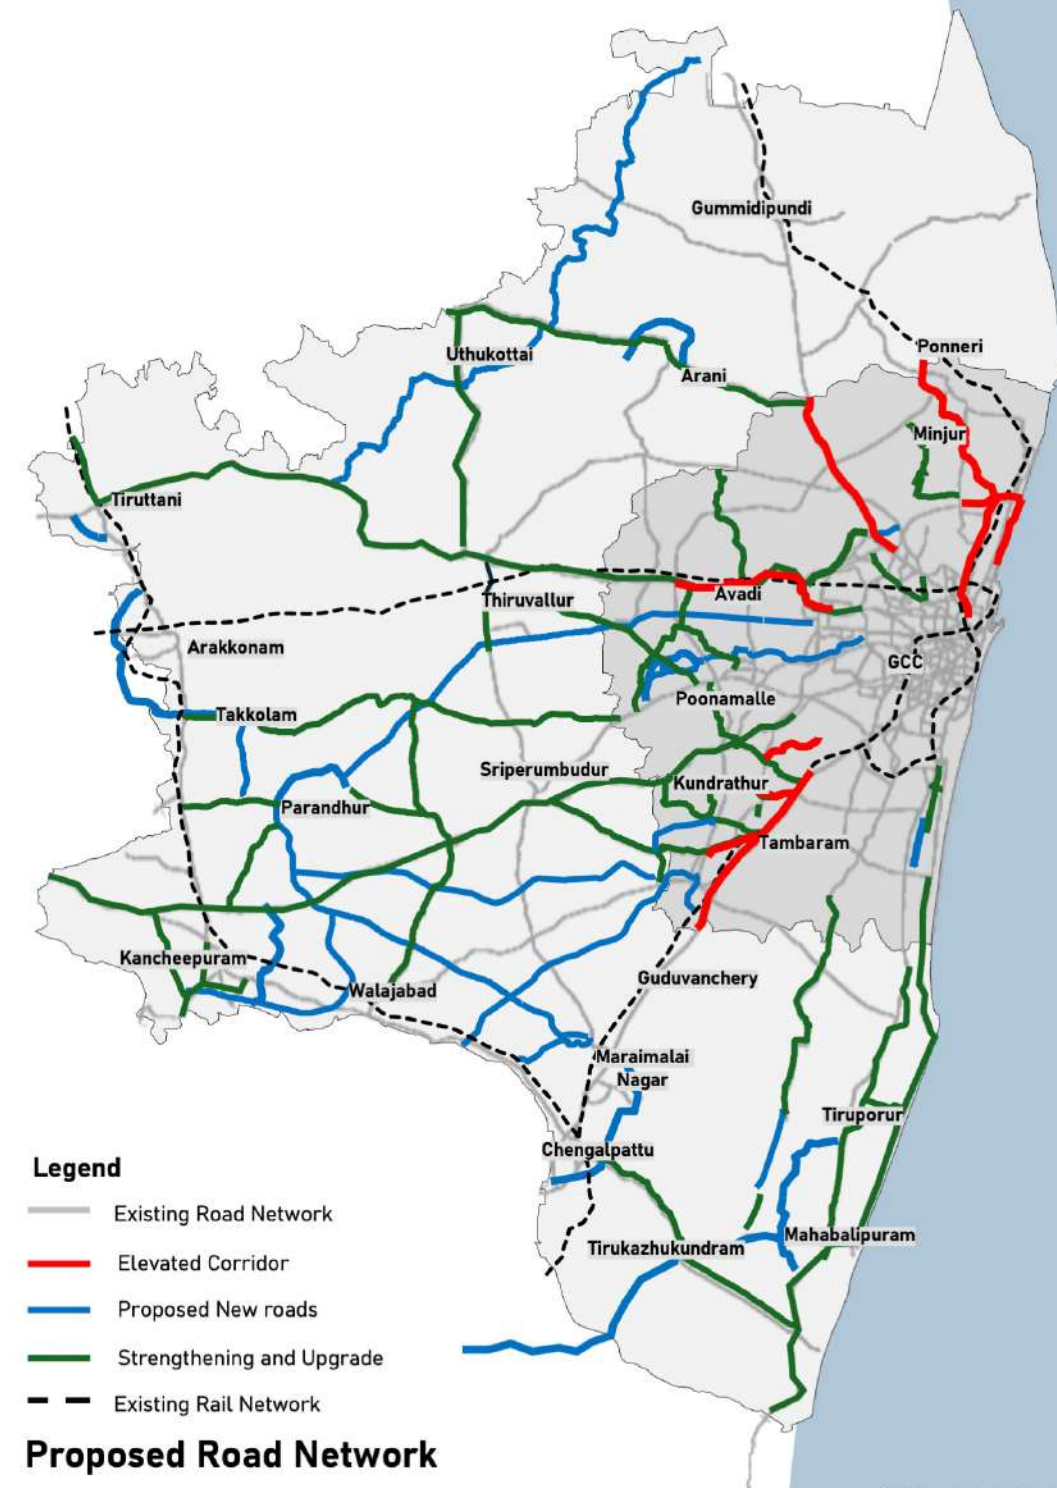 Gummidipundi
Ponneri
Uthukottai
Arani
Minjur
Tiruttani
Avadi
Thiruvallur
Arakkonam
GCC
Poonamalle
Takkolam
Sriperumbudur
Kundrathur
Parandhur
Tambaram
Kancheepuram
Guduvanchery
Walajabad
Maraimalai
Nagar
Tiruporur
Chengalpattu
Mahabalipuram
Tirukazhukundram
Legend
Existing Road Network
Elevated Corridor
Proposed New roads
Strengthening and Upgrade
Existing Rail Network
Proposed Road Network